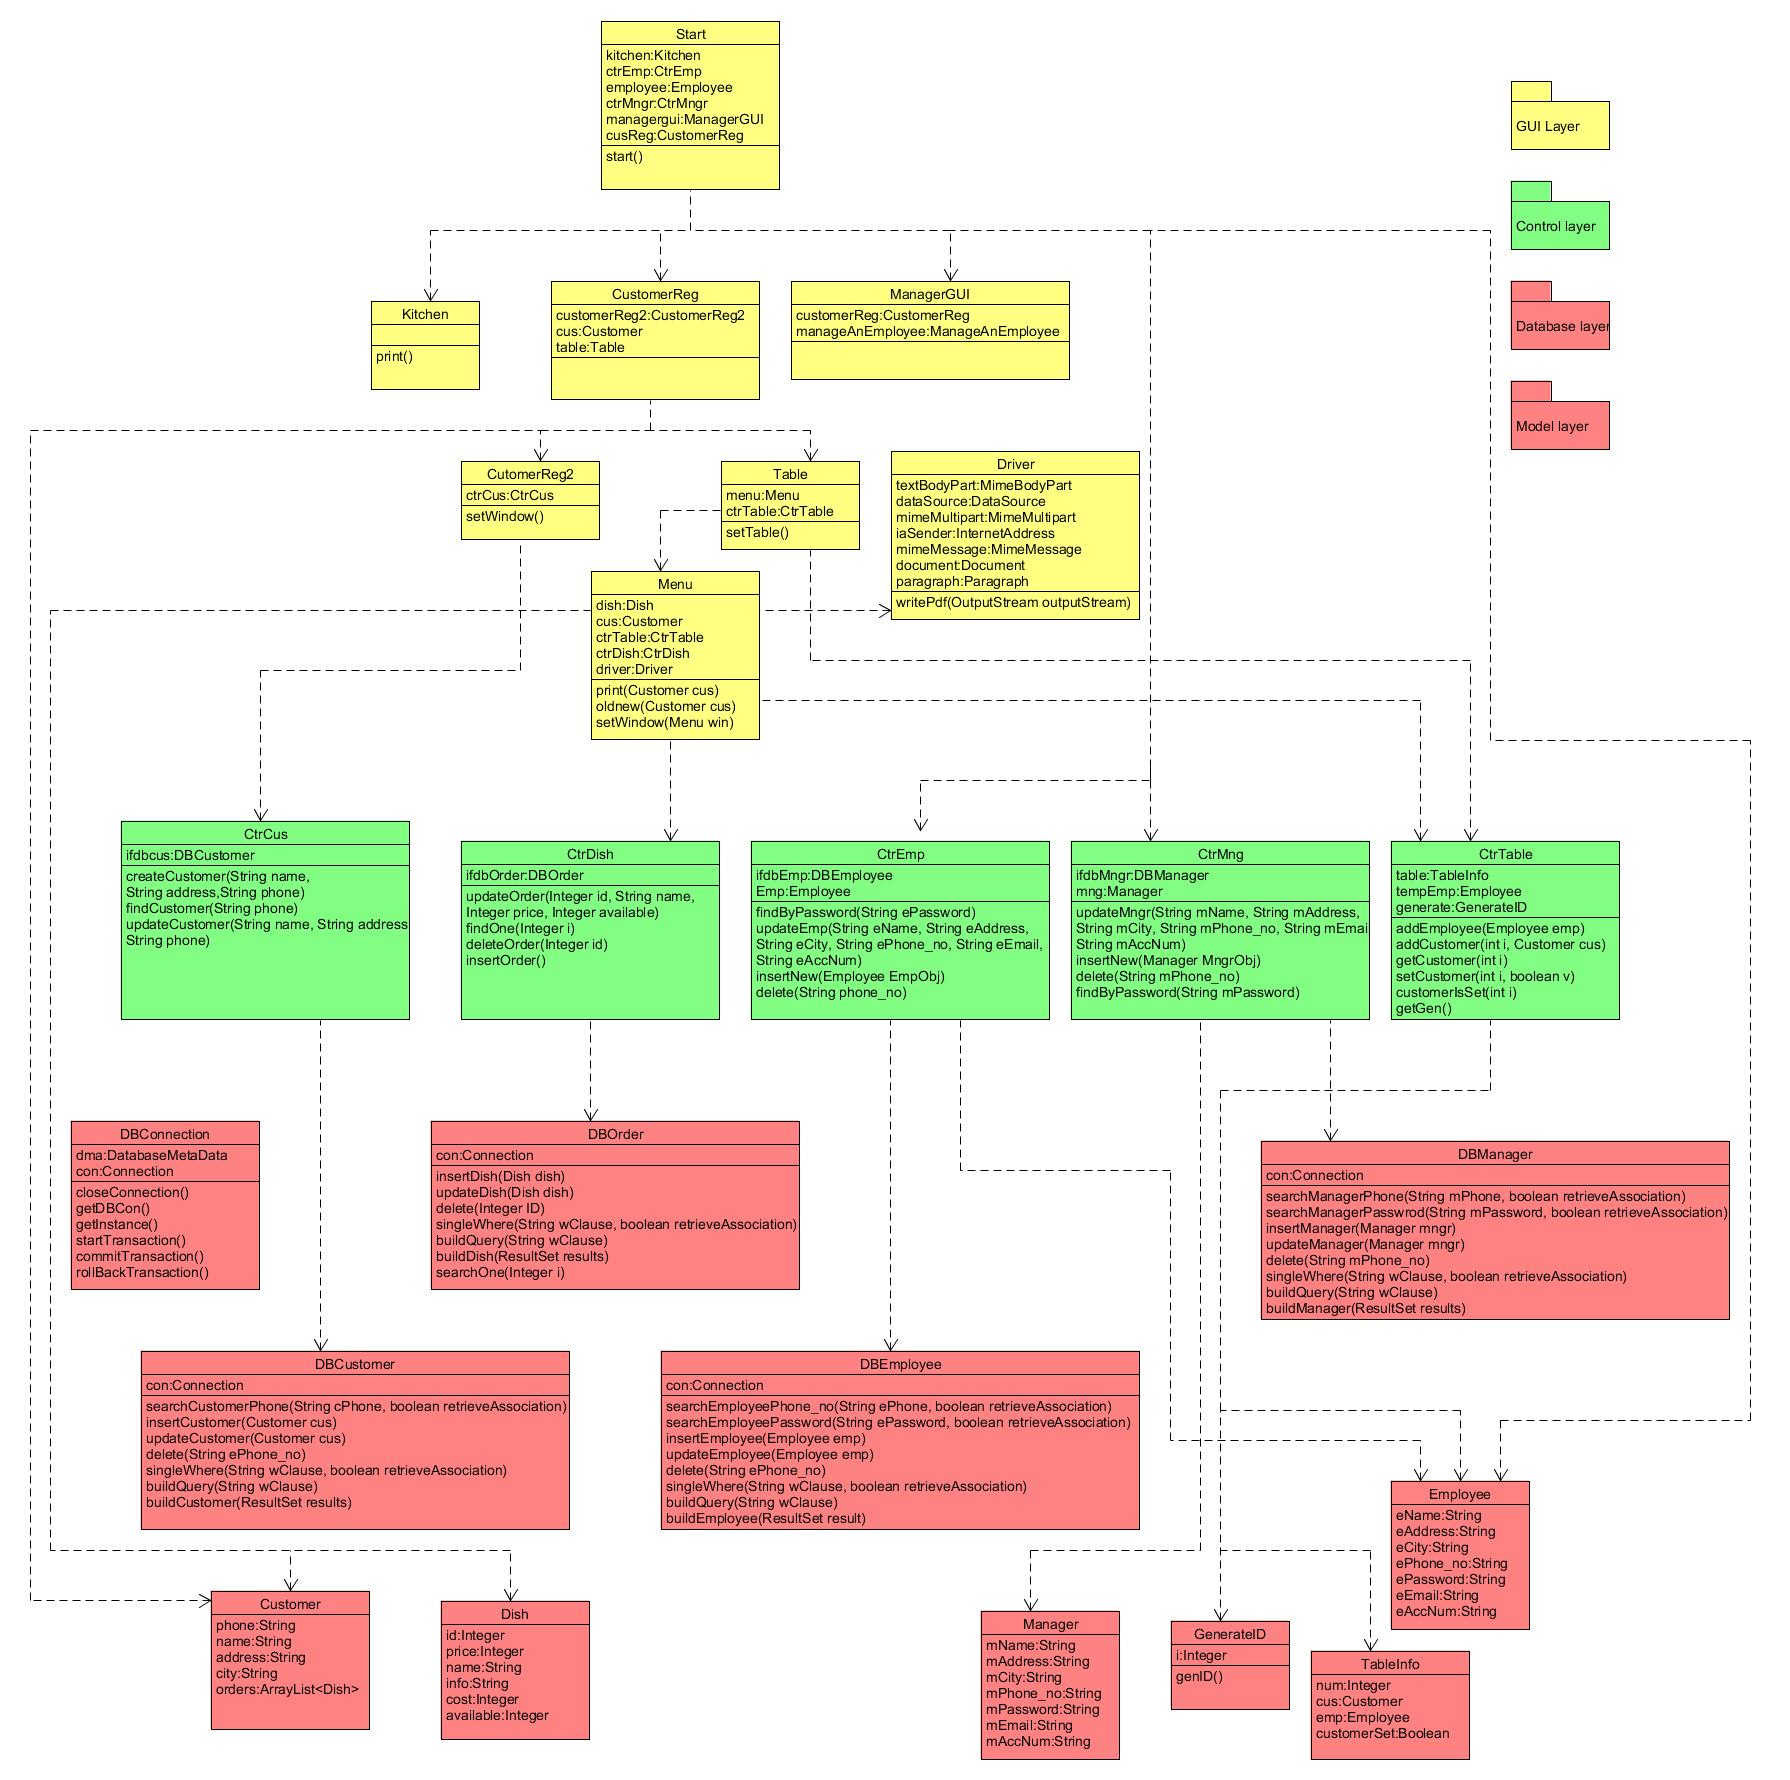 Start
kitchen:Kitchen
ctrEmp:CtrEmp
employee:Employee
ctrMngr:CtrMngr
managergui:ManagerGUI
cusReg:CustomerReg
start()
GUI Layer
Control layer
Database layer
Model layer
Kitchen
print()
CustomerReg
customerReg2:CustomerReg2
cus:Customer
table:Table
ManagerGUI
customerReg:CustomerReg
manageAnEmployee:ManageAnEmployee
CutomerReg2
ctrCus:CtrCus
setWindow()
Table
menu:Menu
ctrTable:CtrTable
setTable()
Driver
textBodyPart:MimeBodyPart
dataSource:DataSource
mimeMultipart:MimeMultipart
iaSender:InternetAddress
mimeMessage:MimeMessage
document:Document
paragraph:Paragraph
writePdf(OutputStream outputStream)
Menu
dish:Dish
cus:Customer
ctrTable:CtrTable
ctrDish:CtrDish
driver:Driver
print(Customer cus)
oldnew(Customer cus)
setWindow(Menu win)
CtrCus
ifdbcus:DBCustomer
createCustomer(String name,
String address,String phone)
findCustomer(String phone)
updateCustomer(String name, String address
String phone)
CtrDish
ifdbOrder:DBOrder
updateOrder(Integer id, String name,
Integer price, Integer available)
findOne(Integer i)
deleteOrder(Integer id)
insertOrder()
CtrEmp
ifdbEmp:DBEmployee
Emp:Employee
findByPassword(String ePassword)
updateEmp(String eName, String eAddress,
String eCity, String ePhone_no, String eEmail,
String eAccNum)
insertNew(Employee EmpObj)
delete(String phone_no)
CtrMng
ifdbMngr:DBManager
mng:Manager
updateMngr(String mName, String mAddress,
String mCity, String mPhone_no, String mEmai
String mAccNum)
insertNew(Manager MngrObj)
delete(String mPhone_no)
findByPassword(String mPassword)
CtrTable
table:TableInfo
tempEmp:Employee
generate:GenerateID
addEmployee(Employee emp)
addCustomer(int i, Customer cus)
getCustomer(int i)
setCustomer(int i, boolean v)
customerIsSet(int i)
getGen()
DBConnection
dma:DatabaseMetaData
con:Connection
closeConnection()
getDBCon()
getInstance()
startTransaction()
commitTransaction()
rollBackTransaction()
DBOrder
con:Connection
insertDish(Dish dish)
updateDish(Dish dish)
delete(Integer ID)
singleWhere(String wClause, boolean retrieveAssociation)
buildQuery(String wClause)
buildDish(ResultSet results)
searchOne(Integer i)
DBManager
con:Connection
searchManagerPhone(String mPhone, boolean retrieveAssociation)
searchManagerPasswrod(String mPassword, boolean retrieveAssociation)
insertManager(Manager mngr)
updateManager(Manager mngr)
delete(String mPhone_no)
singleWhere(String wClause, boolean retrieveAssociation)
buildQuery(String wClause)
buildManager(ResultSet results)
DBCustomer
con:Connection
searchCustomerPhone(String cPhone, boolean retrieveAssociation)
insertCustomer(Customer cus)
updateCustomer(Customer cus)
delete(String ePhone_no)
singleWhere(String wClause, boolean retrieveAssociation)
buildQuery(String wClause)
buildCustomer(ResultSet results)
DBEmployee
con:Connection
searchEmployeePhone_no(String ePhone, boolean retrieveAssociation)
searchEmployeePassword(String ePassword, boolean retrieveAssociation)
insertEmployee(Employee emp)
updateEmployee(Employee emp)
delete(String ePhone_no)
singleWhere(String wClause, boolean retrieveAssociation)
buildQuery(String wClause)
buildEmployee(ResultSet result)
Employee
eName:String
eAddress:String
eCity:String
ePhone_no:String
ePassword:String
eEmail:String
eAccNum:String
Customer
phone:String
name:String
address:String
city:String
orders:ArrayList<Dish>
Dish
id:Integer
price:Integer
name:String
info:String
cost:Integer
available:Integer
Manager
mName:String
mAddress:String
mCity:String
mPhone_no:String
mPassword:String
mEmail:String
mAccNum:String
GenerateID
i:Integer
genID()
TableInfo
num:Integer
cus:Customer
emp:Employee
customerSet:Boolean